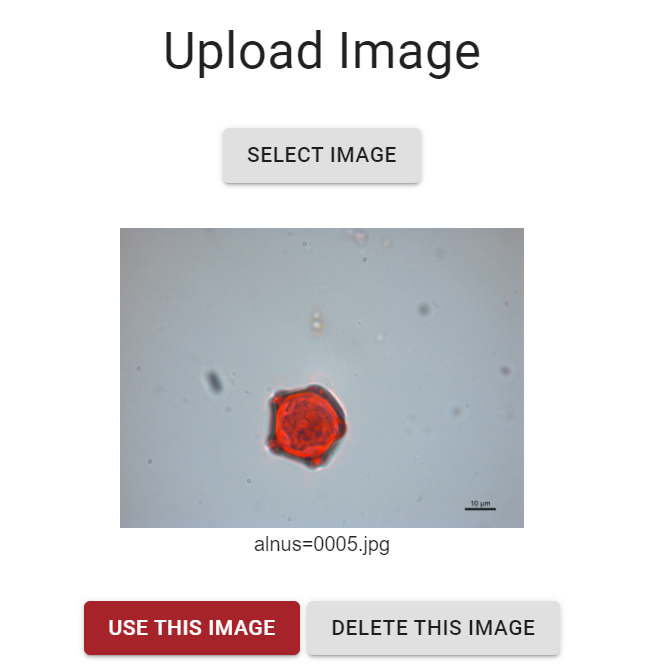 Upload Image
SELECT IMAGE
10 µm
alnus=0005.jpg
USE THIS IMAGE DELETE THIS IMAGE